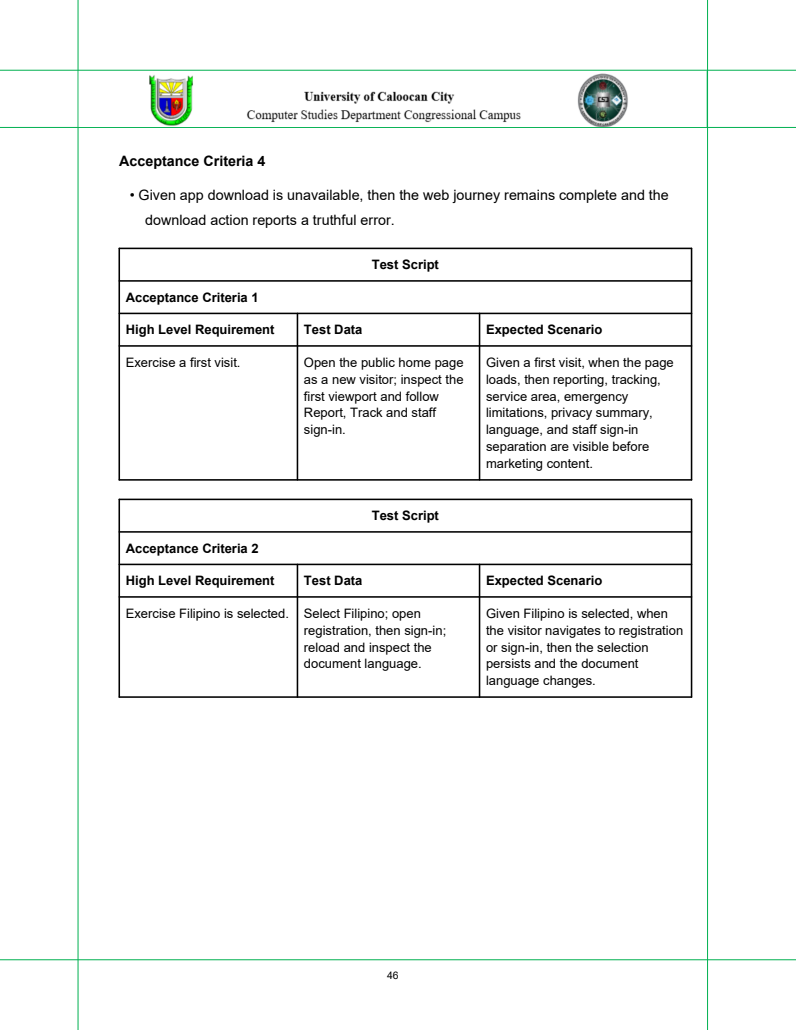 University of Caloocan City
Computer Studies Department Congressional Campus
Acceptance Criteria 4
• Given app download is unavailable, then the web journey remains complete and the
download action reports a truthful error.
Test Script
Acceptance Criteria 1
High Level Requirement
Test Data
Expected Scenario
Exercise a first visit.
Open the public home page
as a new visitor; inspect the
first viewport and follow
Report, Track and staff
sign-in.
Given a first visit, when the page
loads, then reporting, tracking,
service area, emergency
limitations, privacy summary,
language, and staff sign-in
separation are visible before
marketing content.
Test Script
Acceptance Criteria 2
High Level Requirement
Test Data
Expected Scenario
Exercise Filipino is selected.
Select Filipino; open
registration, then sign-in;
reload and inspect the
document language.
Given Filipino is selected, when
the visitor navigates to registration
or sign-in, then the selection
persists and the document
language changes.
46